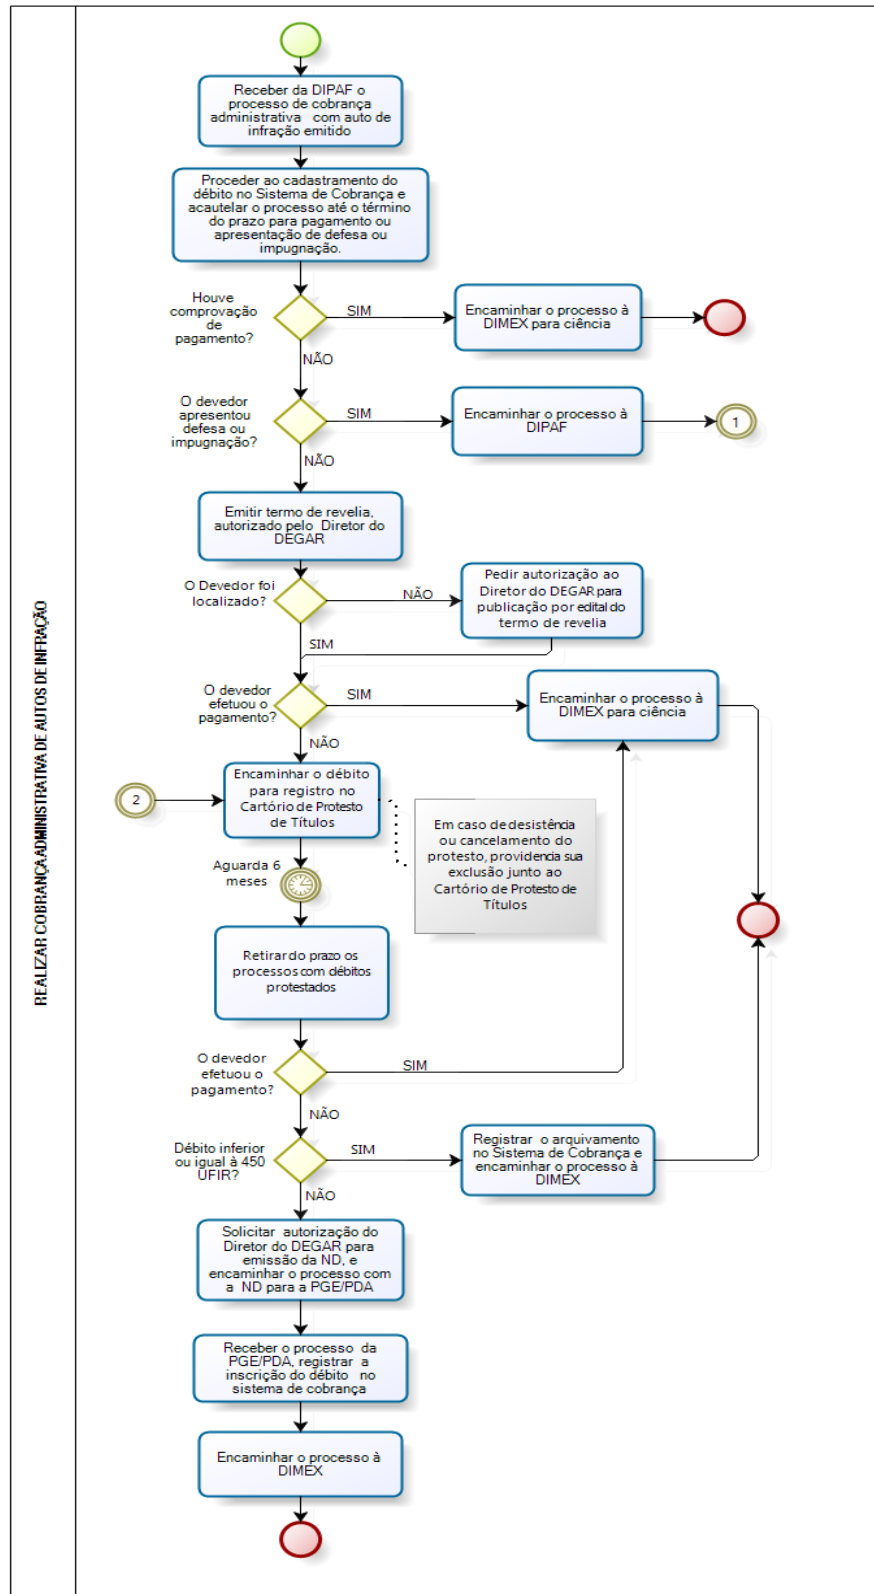 REALIZAR COBRANÇA ADMINISTRATIVA DE AUTOS DE INFRAÇÃO
Receber da DIPAF o
processo de cobrança
administrativa com auto de
infração emitido
Proceder ao cadastramento do
débito no Sistema de Cobrança e
acautelar o processo até o término
do prazo para pagamento ou
apresentação de defesa ou
impugnação.
Houve
comprovação
de
pagamento?
SIM
Encaminhar o processo à
DIMEX para ciência
NÃO
O devedor
apresentou
defesa ou
impugnação?
SIM
Encaminhar o processo à
DIPAF
1
NÃO
Emitir termo de revelia,
autorizado pelo Diretor do
DEGAR
O Devedor foi
localizado?
NÃO
Pedir autorização ao
Diretor do DEGAR para
publicação por edital do
termo de revelia
SIM
O devedor
efetuou o
pagamento?
SIM
Encaminhar o processo à
DIMEX para ciência
NÃO
2
Encaminhar o débito
para registro no
Cartório de Protesto
de Títulos
Em caso de desistência
ou cancelamento do
protesto, providencia sua
exclusão junto ao
Cartório de Protesto de
Títulos
Aguarda 6
meses
Retirar do prazo os
processos com débitos
protestados
O devedor
efetuou o
pagamento?
SIM
NÃO
Débito inferior
ou igual à 450
UFIR?
SIM
Registrar o arquivamento
no Sistema de Cobrança e
encaminhar o processo à
DIMEX
NÃO
Solicitar autorização do
Diretor do DEGAR para
emissão da ND, e
encaminhar o processo com
a ND para a PGE/PDA
Receber o processo da
PGE/PDA, registrar a
inscrição do débito no
sistema de cobrança
Encaminhar o processo à
DIMEX